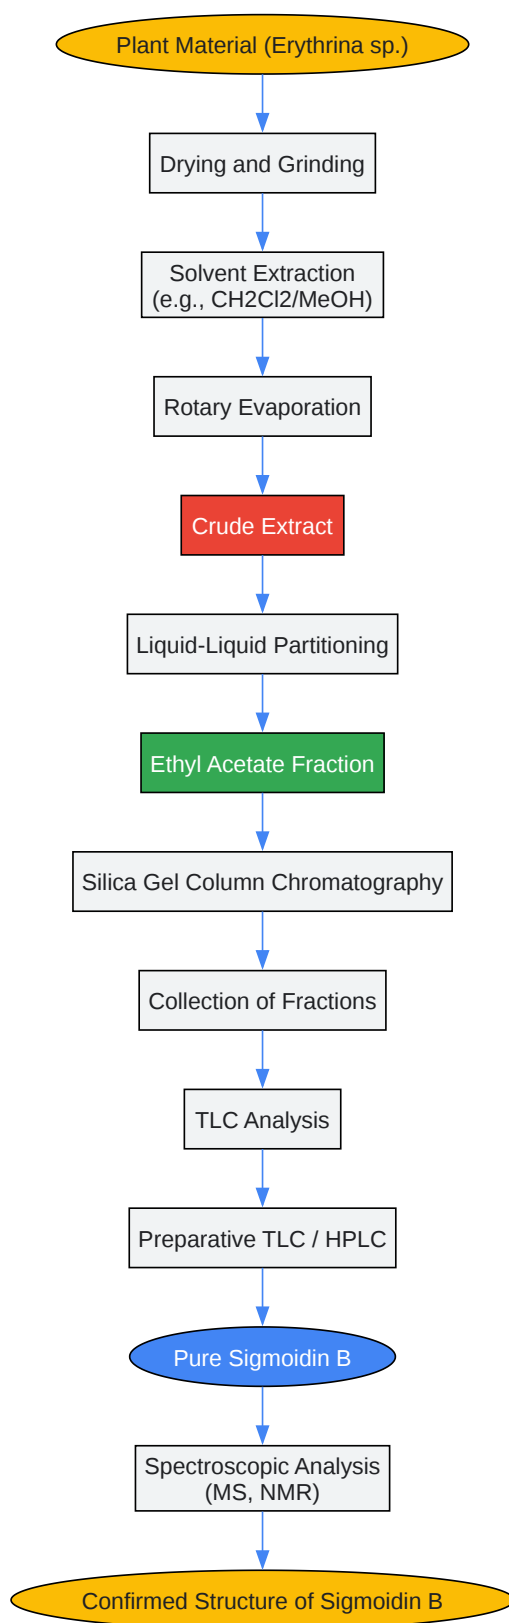 Plant Material (Erythrina sp.)
Drying and Grinding
Solvent Extraction
(e.g., CH2Cl2/MeOH)
Rotary Evaporation
Crude Extract
Liquid-Liquid Partitioning
Ethyl Acetate Fraction
Silica Gel Column Chromatography
Collection of Fractions
TLC Analysis
Preparative TLC / HPLC
Pure Sigmoidin B
Spectroscopic Analysis
(MS, NMR)
Confirmed Structure of Sigmoidin B